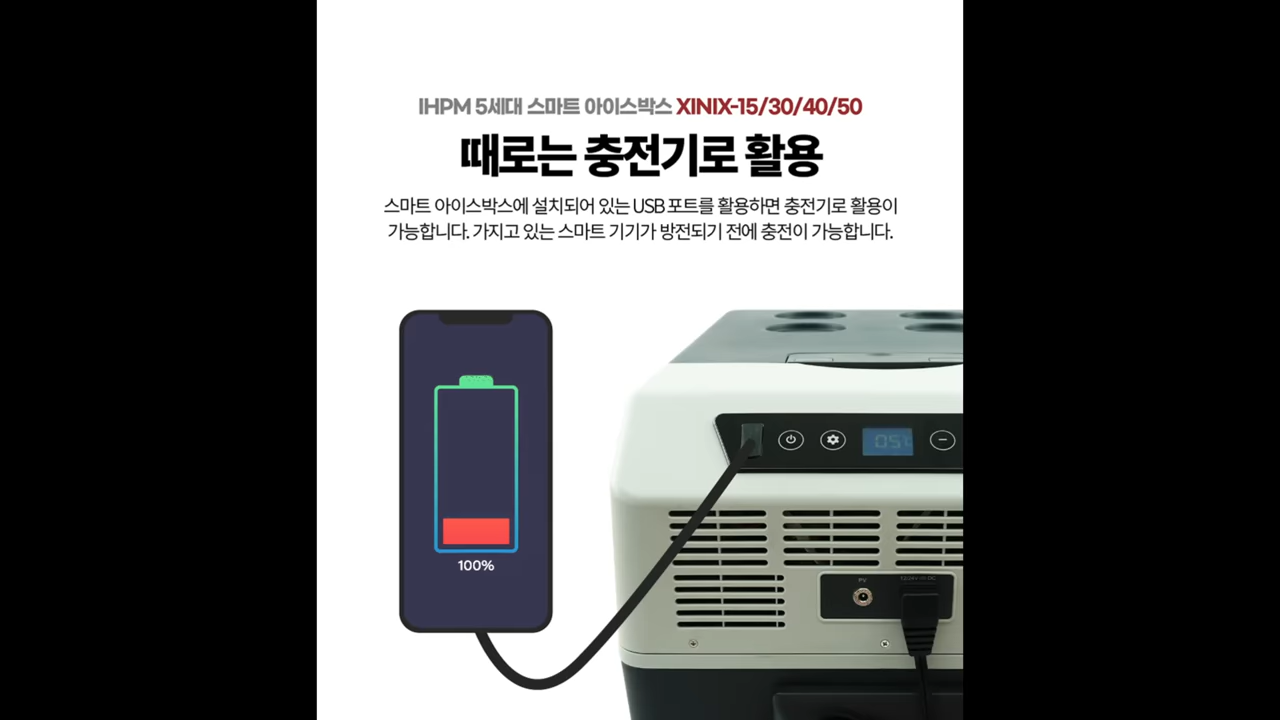 IHPM 5세대 스마트 아이스박스 XINIX-15/30/40/50
때로는 충전기로 활용
스마트 아이스박스에 설치되어 있는 USB 포트를 활용하면 충전기로 활용이
가능합니다. 가지고 있는 스마트 기기가 방전되기 전에 충전이 가능합니다.
05
100%
PV